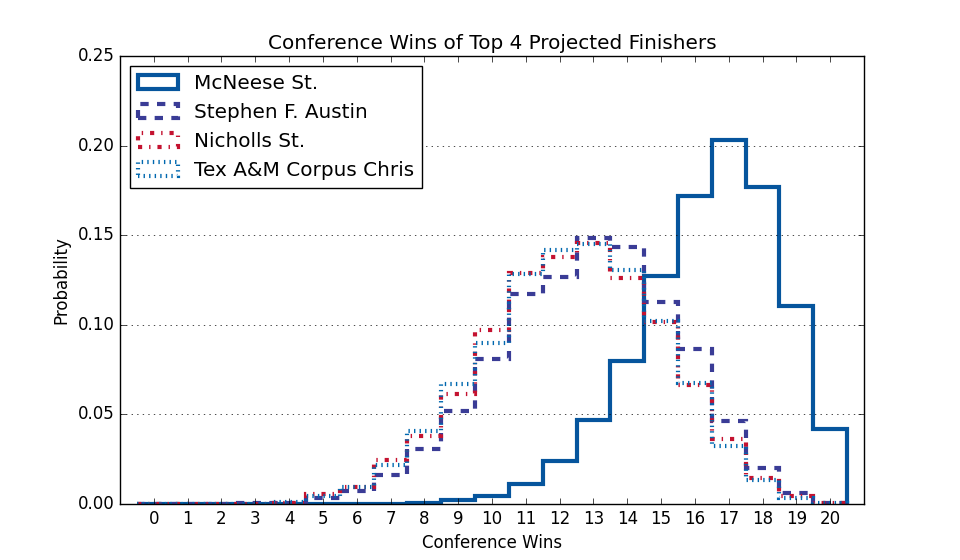 Conference Wins of Top 4 Projected Finishers
0.25
0.20
0.15
0.10
0.05
0.00
Probability
McNeese St.
Stephen F. Austin
Nicholls St.
Tex A&M Corpus Chris
0 1 2 3 4 5 6 7 8 9 10 11 12 13 14 15 16 17 18 19 20
Conference Wins